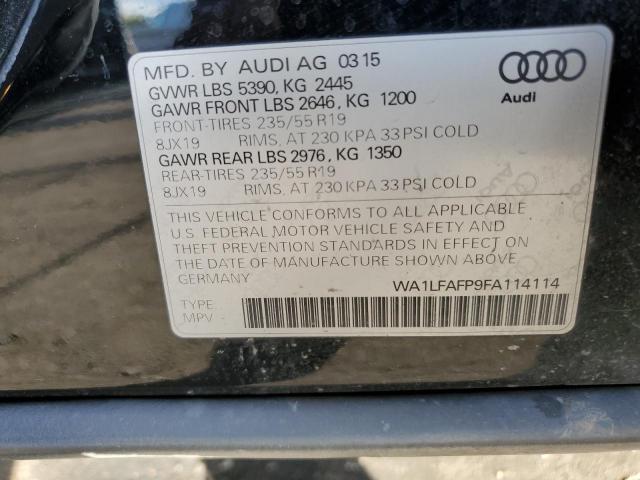 MFD. BY AUDI AG 03 15
GVWR LBS 5390, KG 2445
GAWR FRONT LBS 2646, KG 1200
FRONT-TIRES 235/55 R19
8JX19 RIMS, AT 230 KPA 33 PSI COLD
GAWR REAR LBS 2976, KG 1350
REAR-TIRES 235/55 R19
8JX19 RIMS, AT 230 KPA 33 PSI COLD
Audi
THIS VEHICLE CONFORMS TO ALL APPLICABLE
U.S. FEDERAL MOTOR VEHICLE SAFETY AND
THEFT PREVENTION STANDARDS IN EFFECT ON
THE DATE OF MANUFACTURE SHOWN ABOVE
GERMANY
WA1LFAFP9FA114114
TYPE:
MPV